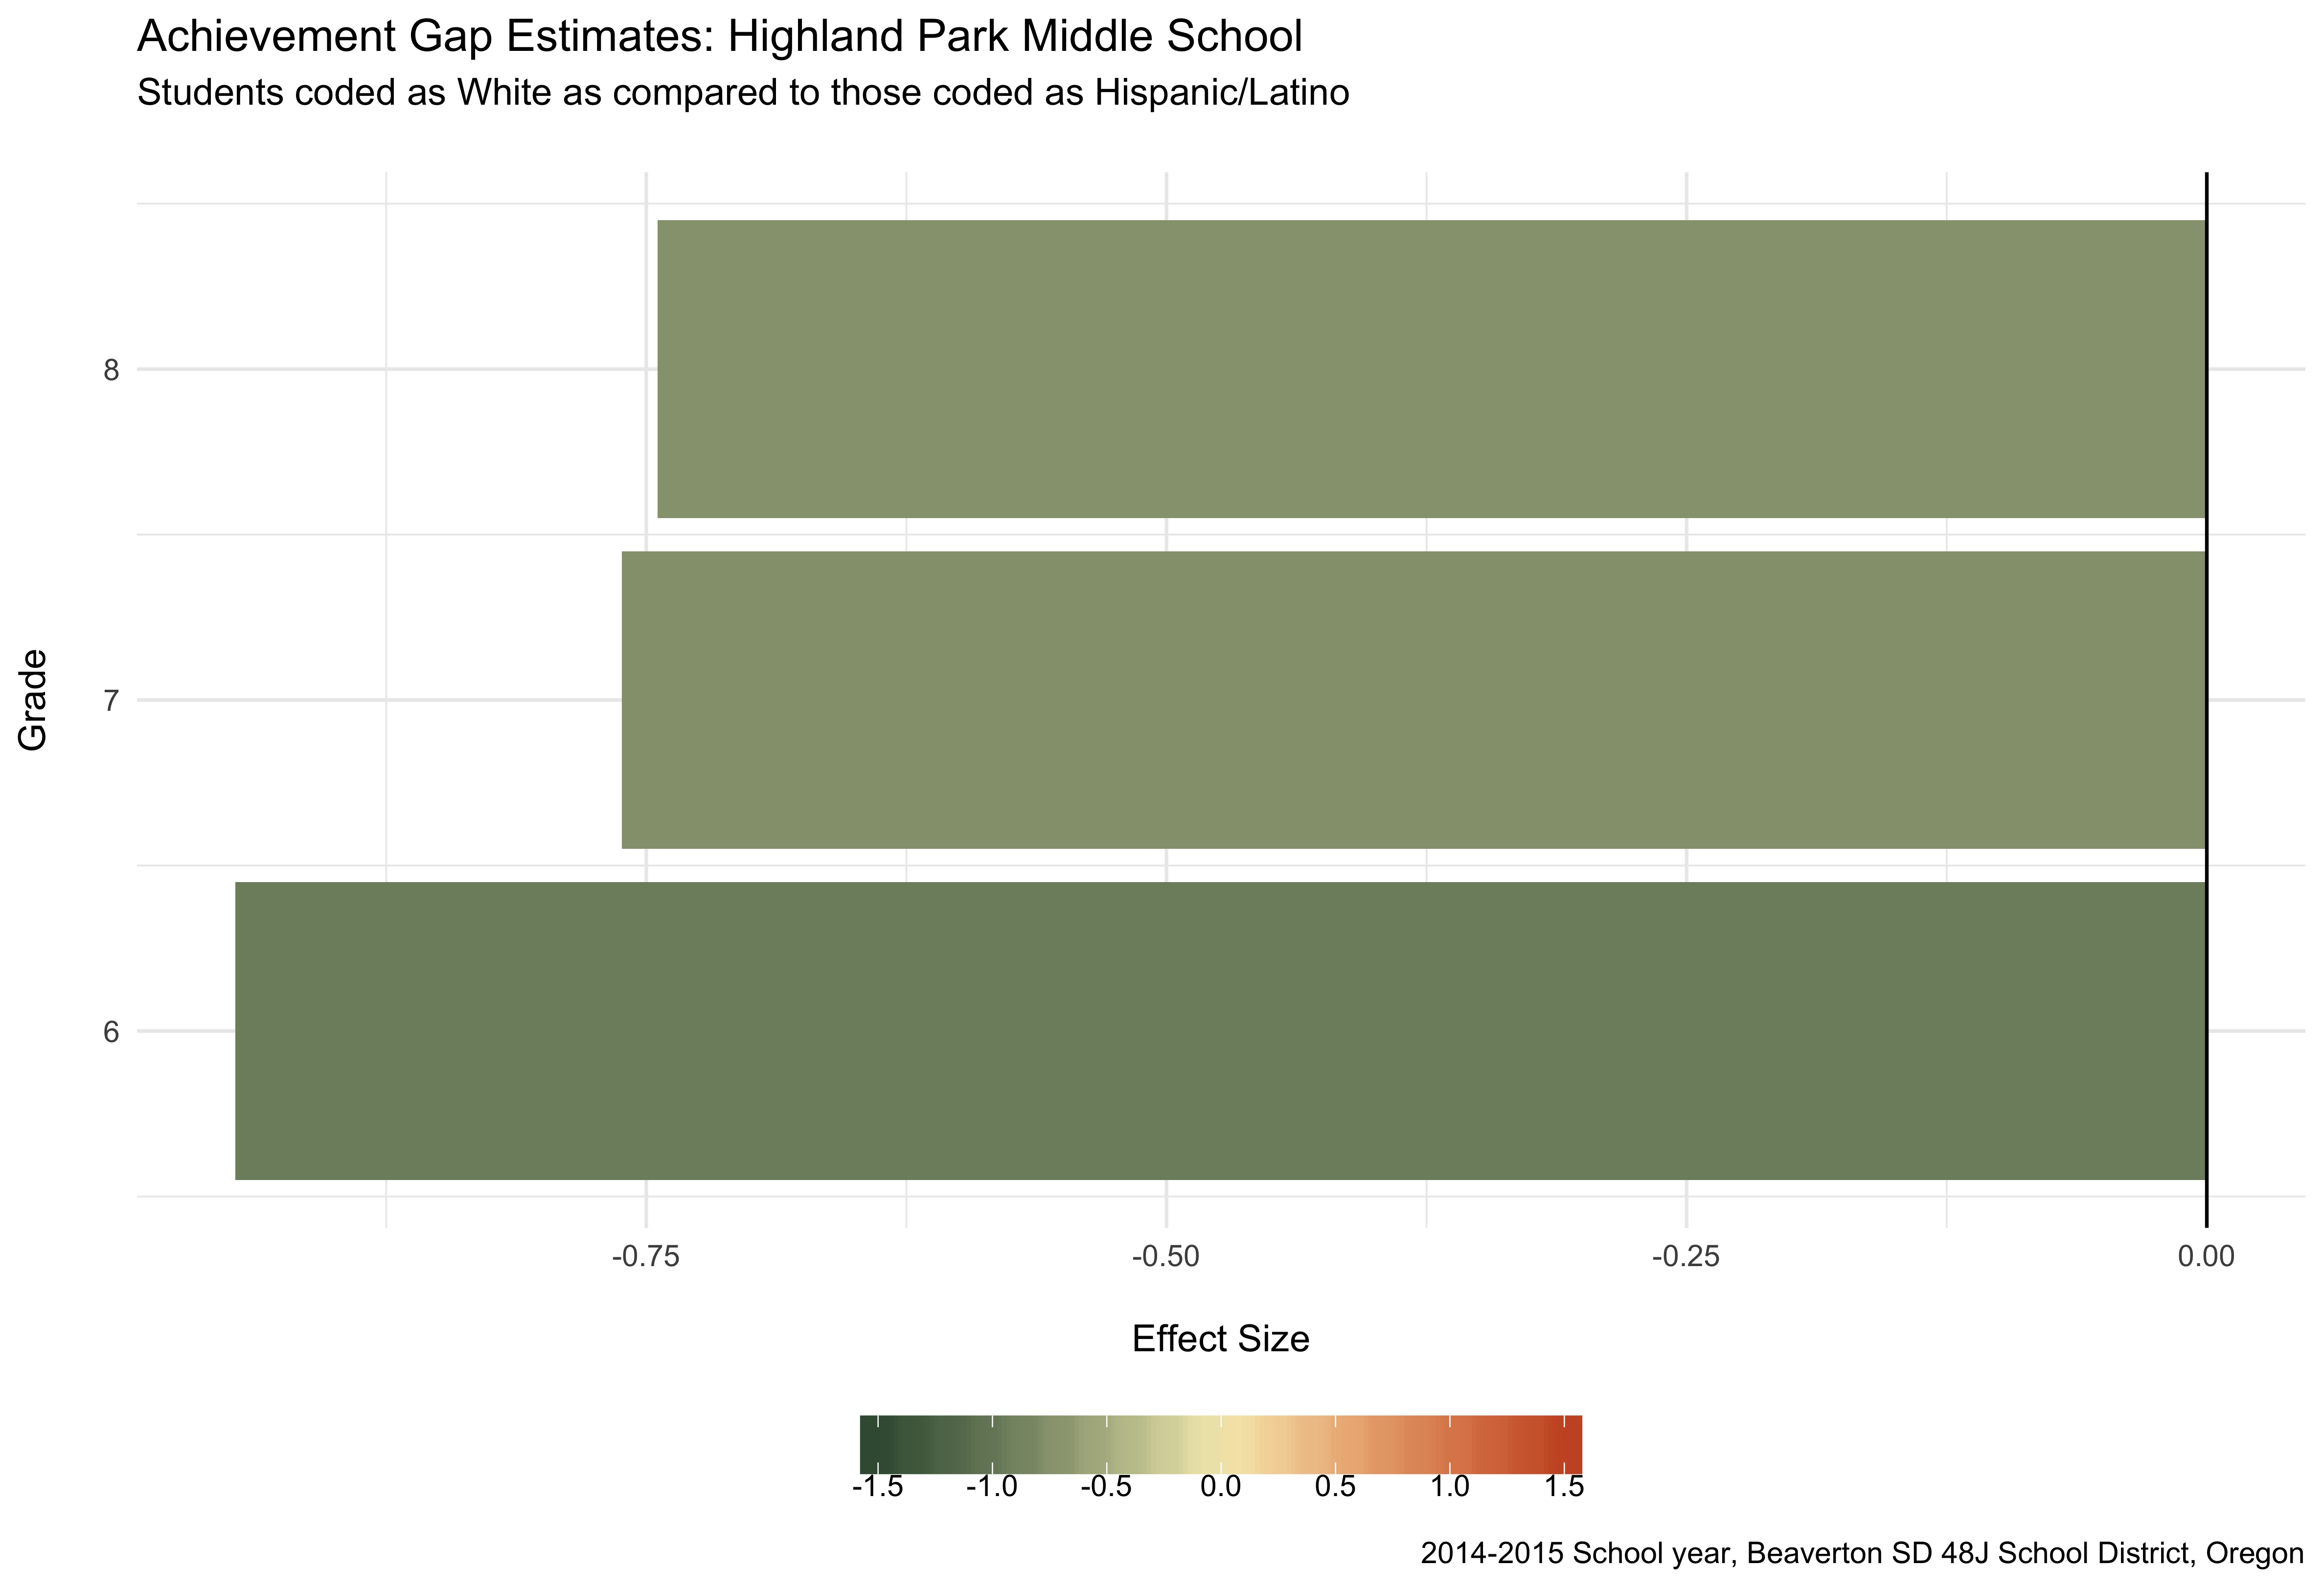 Achievement Gap Estimates: Highland Park Middle School
Students coded as White as compared to those coded as Hispanic/Latino
8
7
6
Grade
-0.75 -0.50 -0.25 0.00
Effect Size
-1.5 -1.0 -0.5 0.0 0.5 1.0 1.5
2014-2015 School year, Beaverton SD 48J School District, Oregon